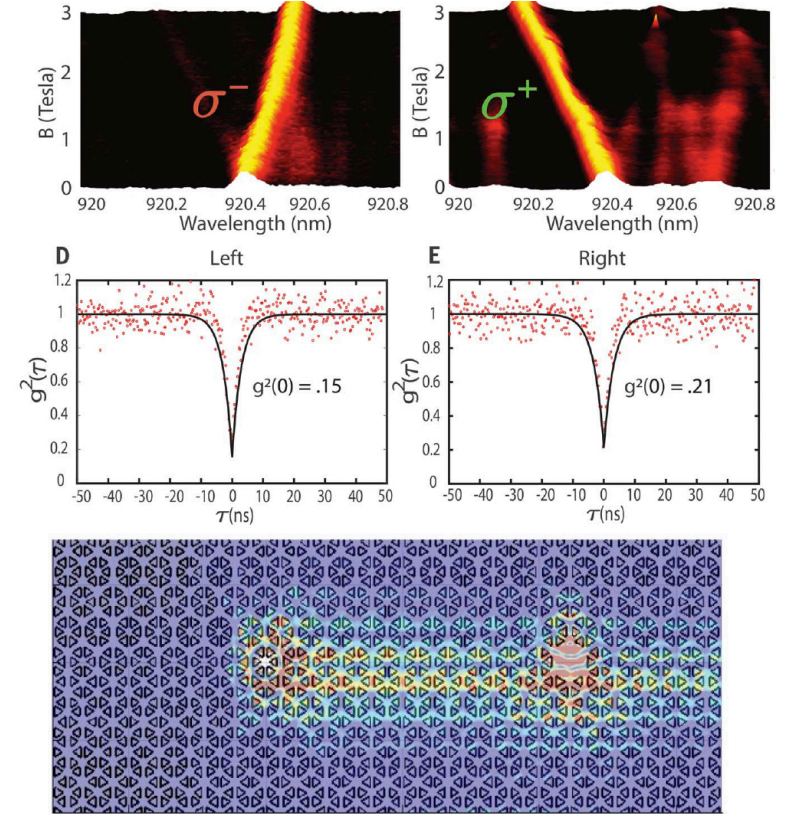 3
2
1
0
B (Tesla)
σ⁻
920
920.2
920.4
920.6
920.8
Wavelength (nm)
3
2
1
0
B (Tesla)
σ⁺
920
920.2
920.4
920.6
920.8
Wavelength (nm)
D
Left
1.2
1
0.8
0.6
0.4
0.2
0
g²(τ)
g²(0) = .15
-50 -40 -30 -20 -10 0 10 20 30 40 50
τ(ns)
E
Right
1.2
1
0.8
0.6
0.4
0.2
0
g²(τ)
g²(0) = .21
-50 -40 -30 -20 -10 0 10 20 30 40 50
τ(ns)